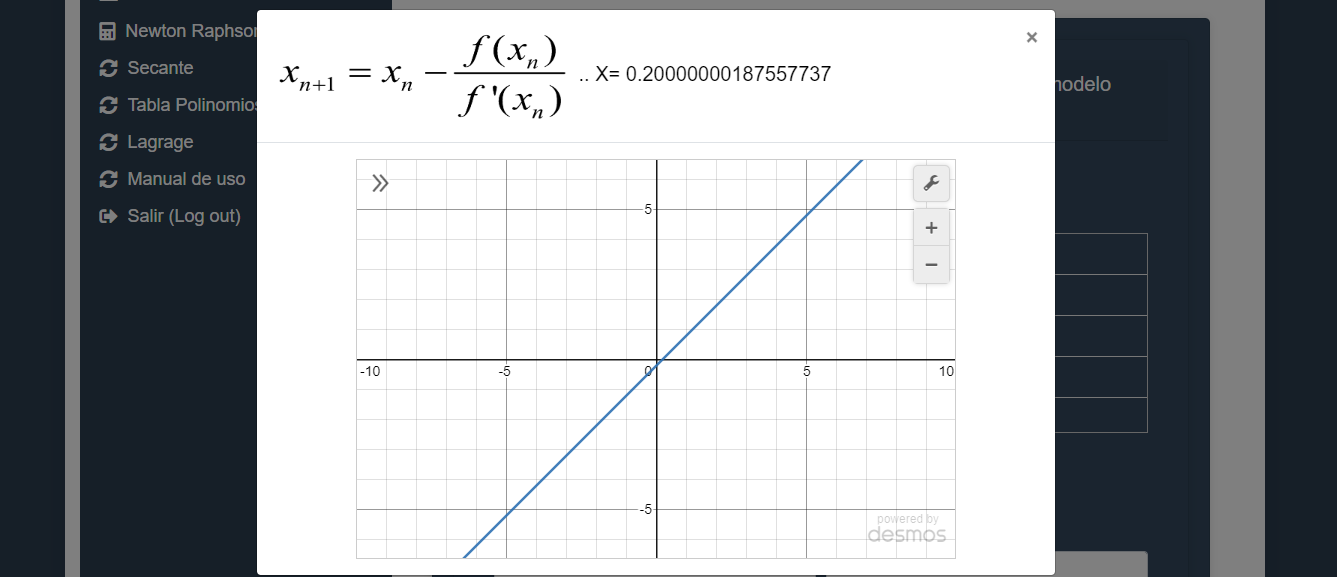 Newton Raphson
Secante
Tabla Polinomios
Lagrage
Manual de uso
Salir (Log out)
x_{n+1} = x_n − f(x_n) / f '(x_n) .. X= 0.20000000187557737
×
5
-10 -5 0 5 10
-5
+
−
powered by
desmos